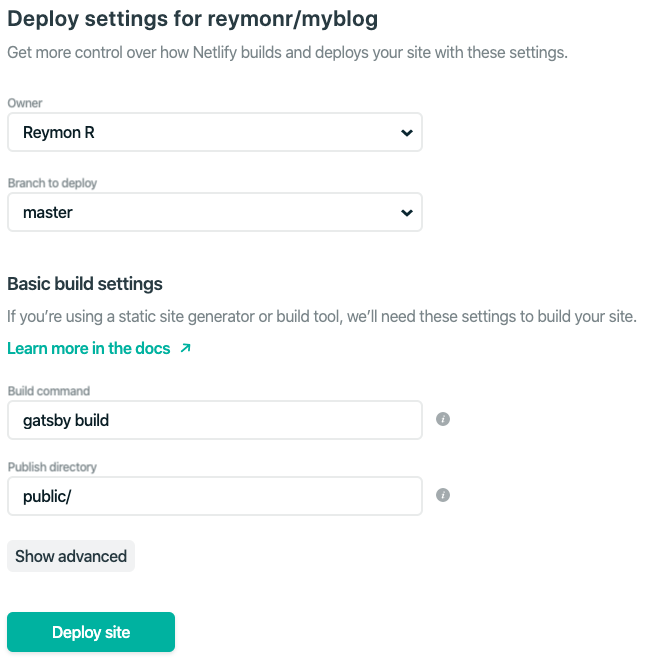 Deploy settings for reymonr/myblog
Get more control over how Netlify builds and deploys your site with these settings.
Owner
Reymon R
Branch to deploy
master
Basic build settings
If you’re using a static site generator or build tool, we’ll need these settings to build your site.
Learn more in the docs ↗
Build command
gatsby build
i
Publish directory
public/
i
Show advanced
Deploy site